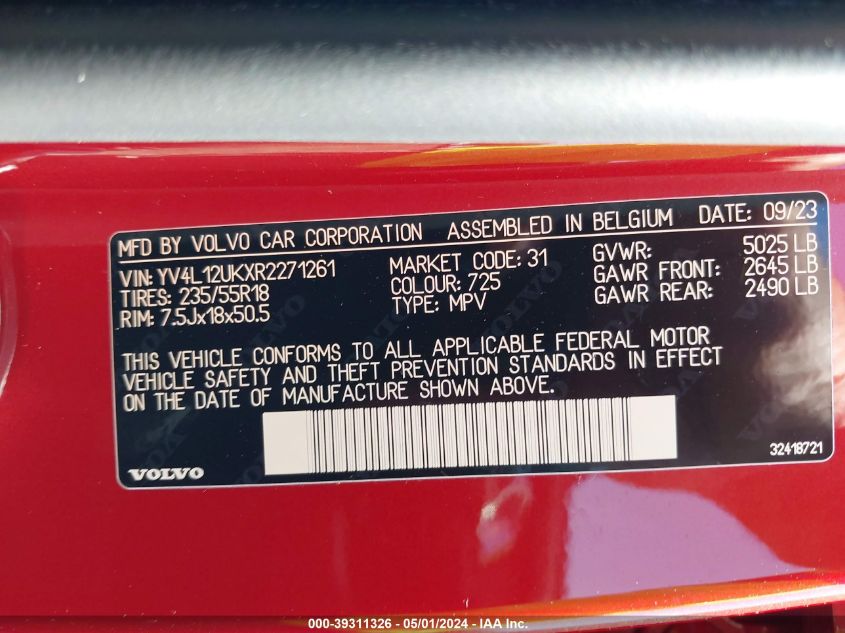 MFD BY VOLVO CAR CORPORATION ASSEMBLED IN BELGIUM DATE: 09/23
VIN: YV4L12UKXR2271261 MARKET CODE: 31 GVWR: 5025 LB
TIRES: 235/55R18 COLOUR: 725 GAWR FRONT: 2645 LB
RIM: 7.5Jx18x50.5 TYPE: MPV GAWR REAR: 2490 LB
THIS VEHICLE CONFORMS TO ALL APPLICABLE FEDERAL MOTOR
VEHICLE SAFETY AND THEFT PREVENTION STANDARDS IN EFFECT
ON THE DATE OF MANUFACTURE SHOWN ABOVE.
VOLVO 32418721
000-39311326 - 05/01/2024 - IAA Inc.